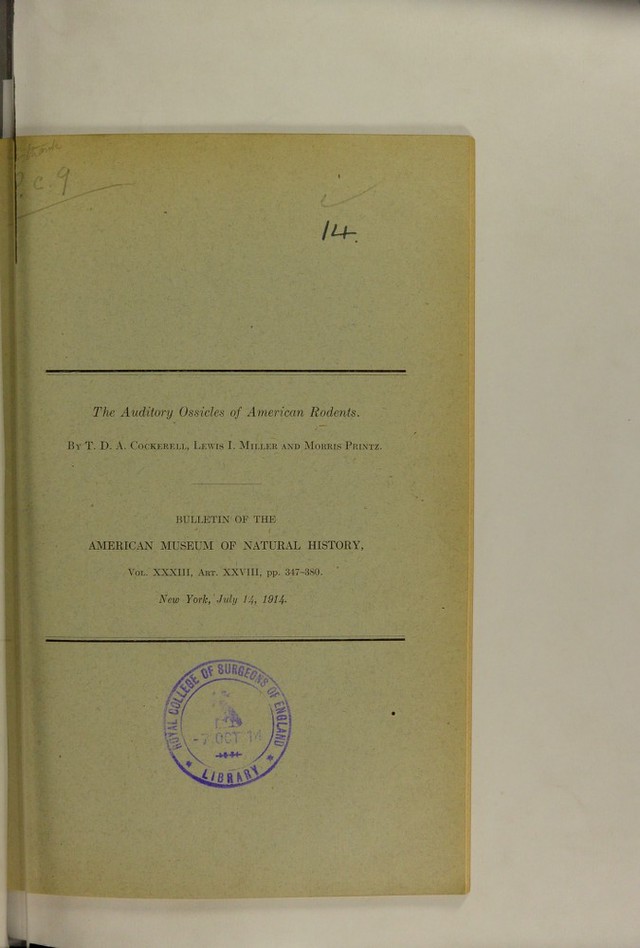 c. 9
14.
The Auditory Ossicles of American Rodents.
By T. D. A. Cockerell, Lewis I. Miller and Morris Printz.
BULLETIN OF THE
AMERICAN MUSEUM OF NATURAL HISTORY,
Vol. XXXIII, Art. XXVIII, pp. 347-380.
New York, July 14, 1914.
ROYAL COLLEGE OF SURGEONS OF ENGLAND
-7.OCT 14
* LIBRARY *